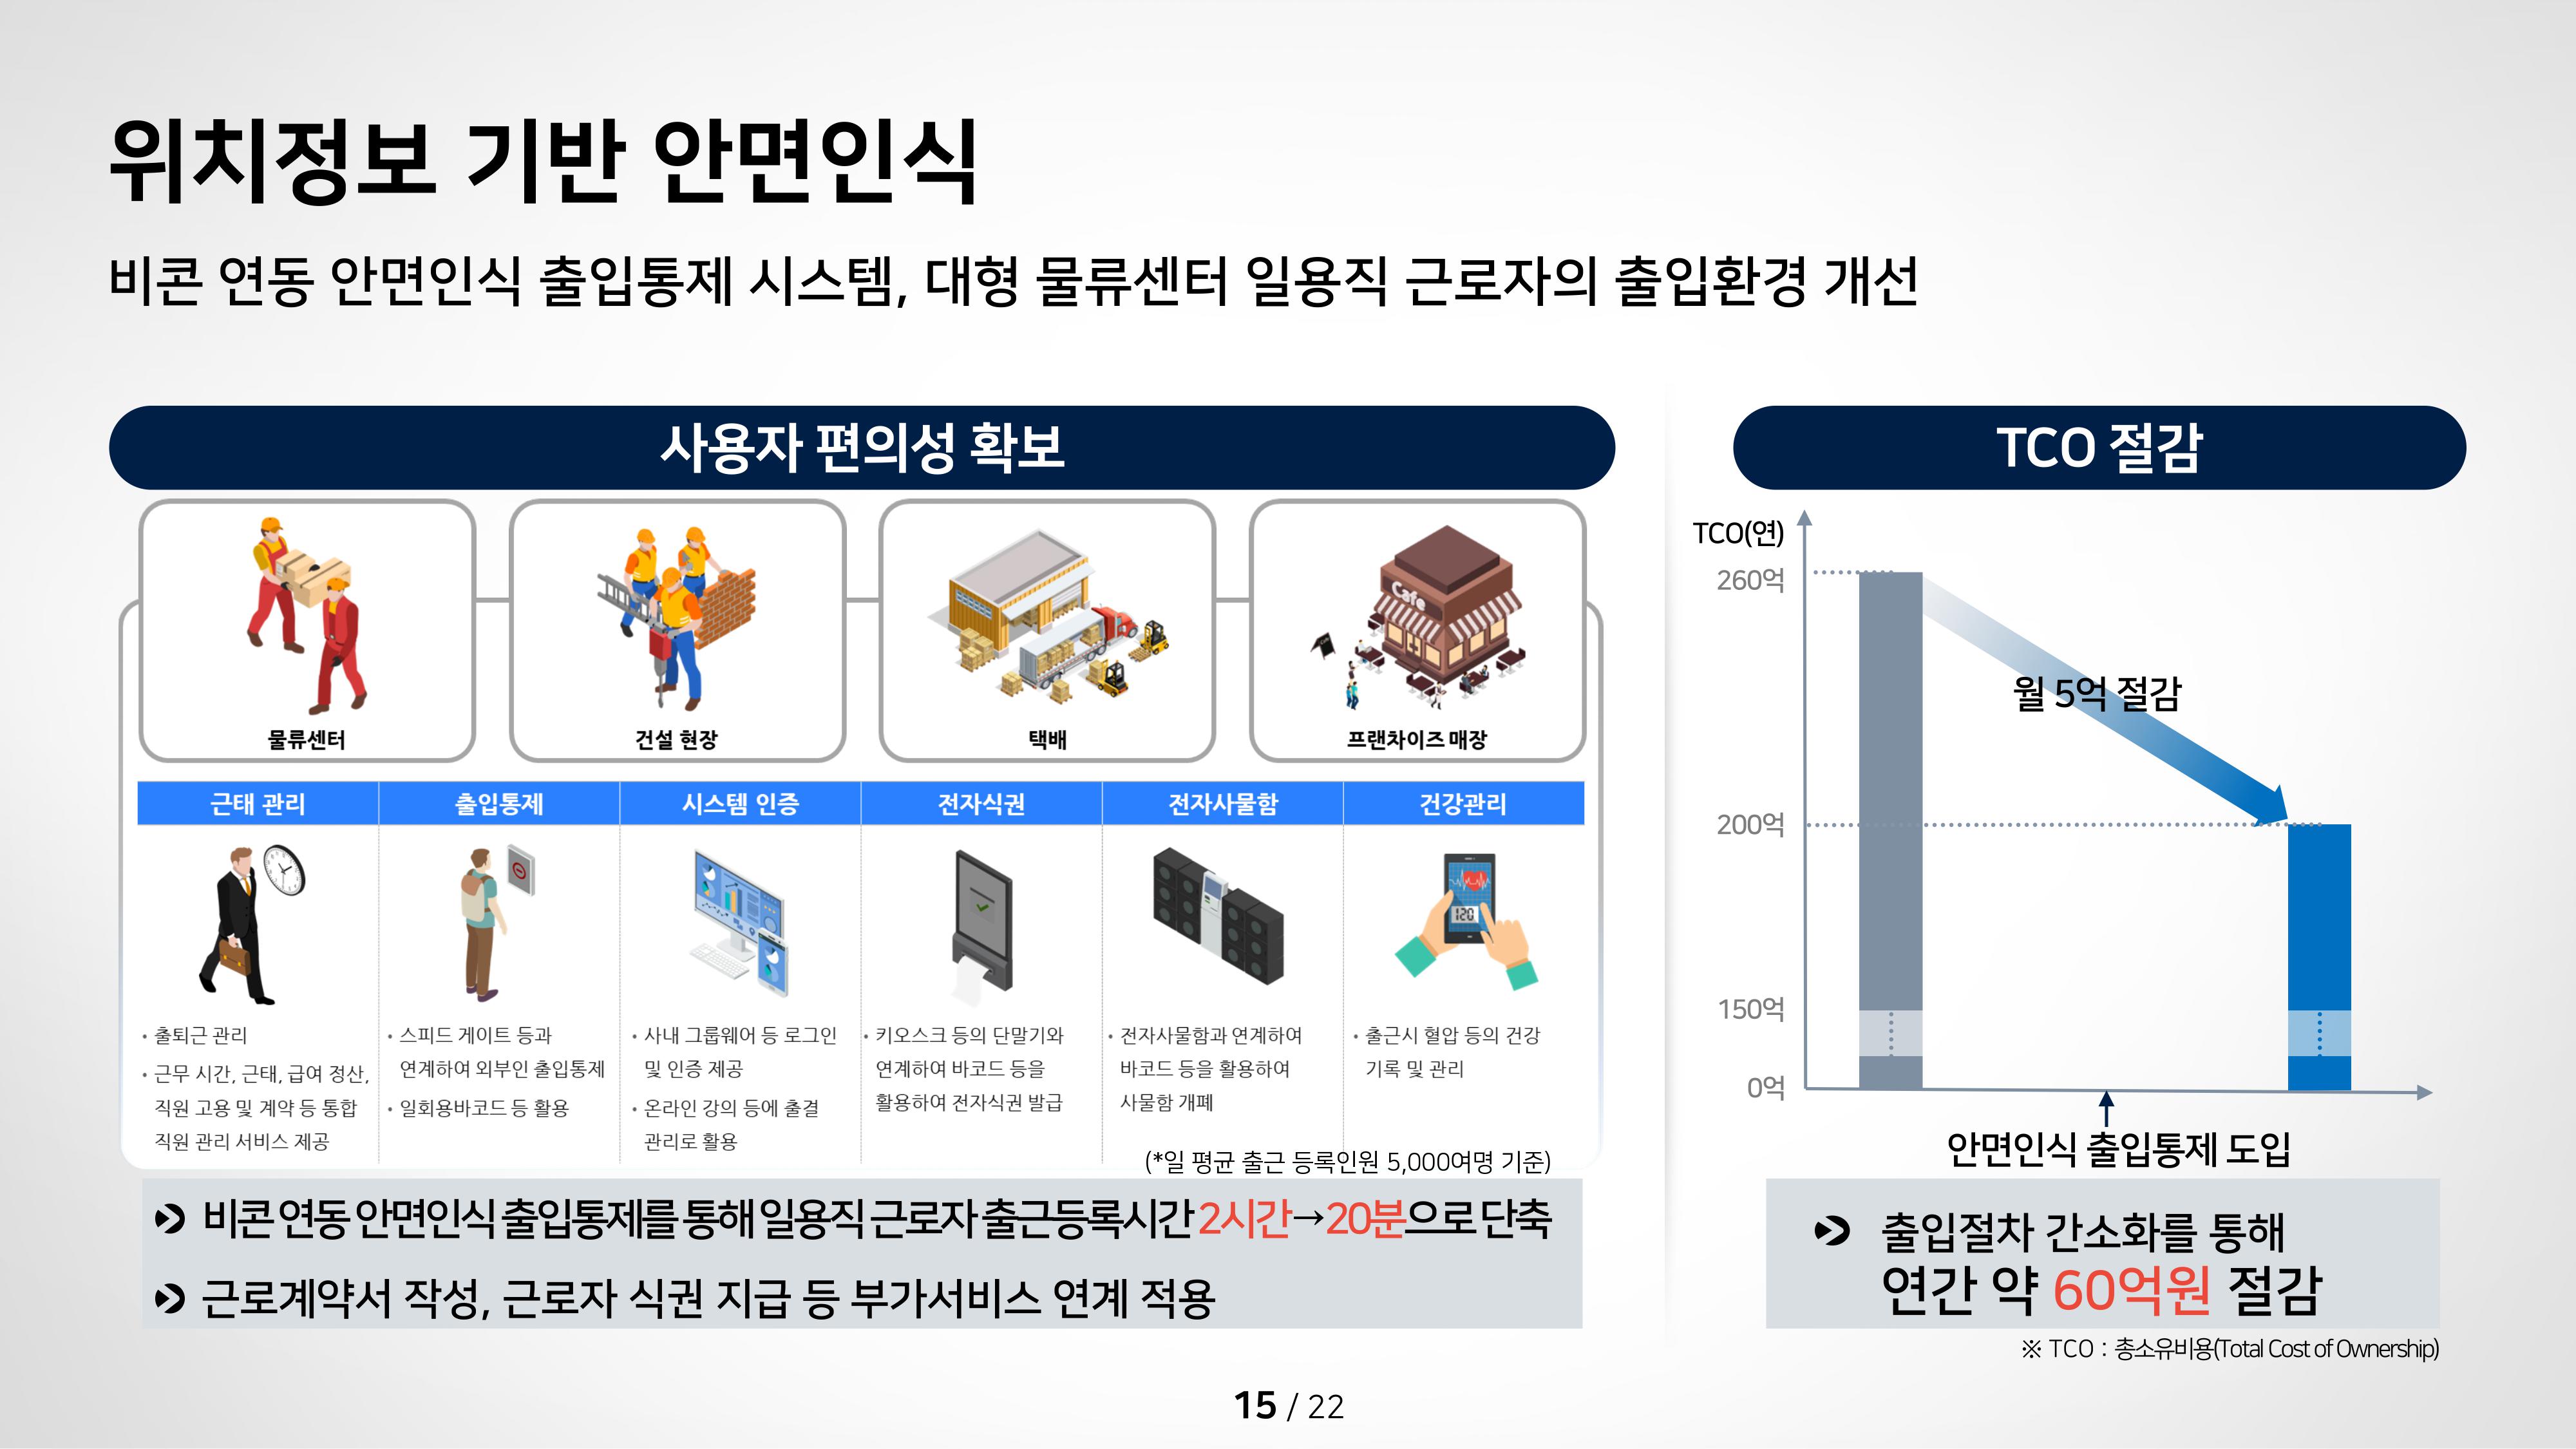 위치정보 기반 안면인식
비콘 연동 안면인식 출입통제 시스템, 대형 물류센터 일용직 근로자의 출입환경 개선
사용자 편의성 확보
물류센터
건설 현장
택배
Cafe
프랜차이즈 매장
근태 관리
출입통제
시스템 인증
전자식권
전자사물함
건강관리
120
• 출퇴근 관리
• 근무 시간, 근태, 급여 정산,
직원 고용 및 계약 등 통합
직원 관리 서비스 제공
• 스피드 게이트 등과
연계하여 외부인 출입통제
• 일회용바코드 등 활용
• 사내 그룹웨어 등 로그인
및 인증 제공
• 온라인 강의 등에 출결
관리로 활용
• 키오스크 등의 단말기와
연계하여 바코드 등을
활용하여 전자식권 발급
• 전자사물함과 연계하여
바코드 등을 활용하여
사물함 개폐
• 출근시 혈압 등의 건강
기록 및 관리
(*일 평균 출근 등록인원 5,000여명 기준)
비콘 연동 안면인식 출입통제를 통해 일용직 근로자 출근등록시간 2시간→20분으로 단축
근로계약서 작성, 근로자 식권 지급 등 부가서비스 연계 적용
TCO 절감
TCO(연)
260억
월 5억 절감
200억
150억
0억
안면인식 출입통제 도입
출입절차 간소화를 통해
연간 약 60억원 절감
※ TCO : 총소유비용(Total Cost of Ownership)
15 / 22